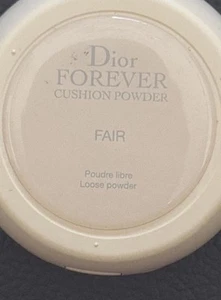 Dior
FOREVER
CUSHION POWDER
FAIR
Poudre libre
Loose powder